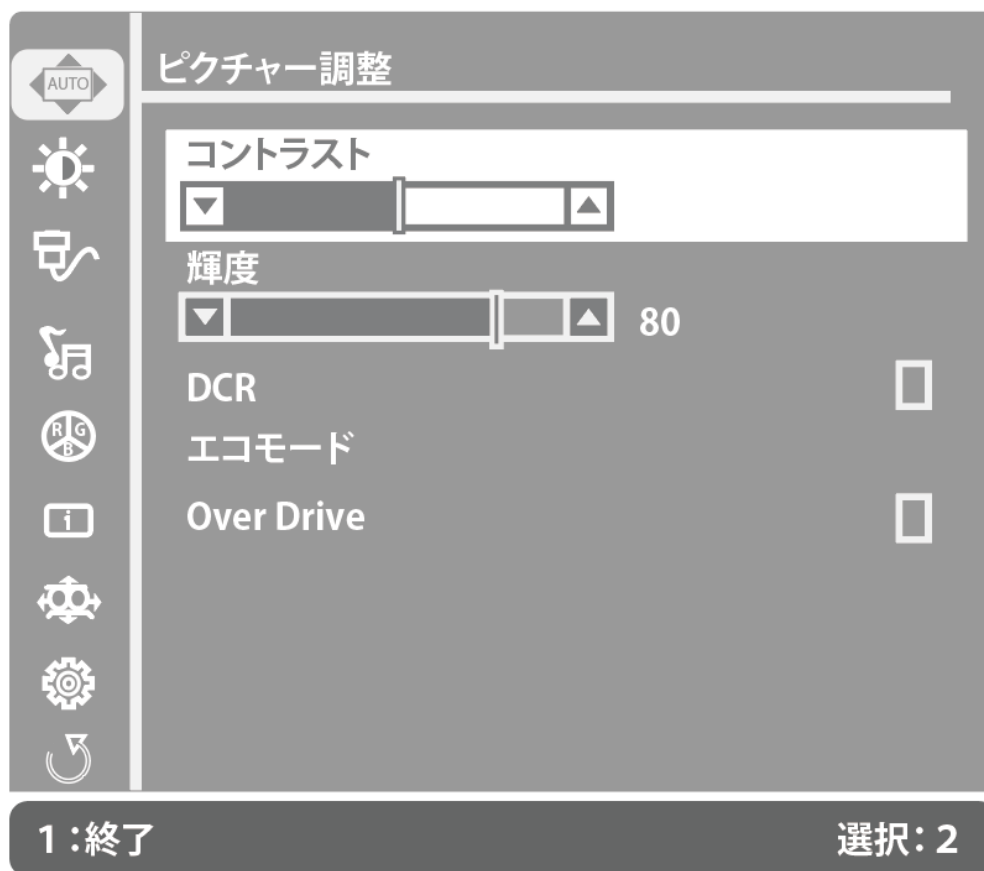 AUTO
ピクチャー調整
コントラスト
輝度
80
DCR
エコモード
Over Drive
R G
B
i
1：終了
選択：2